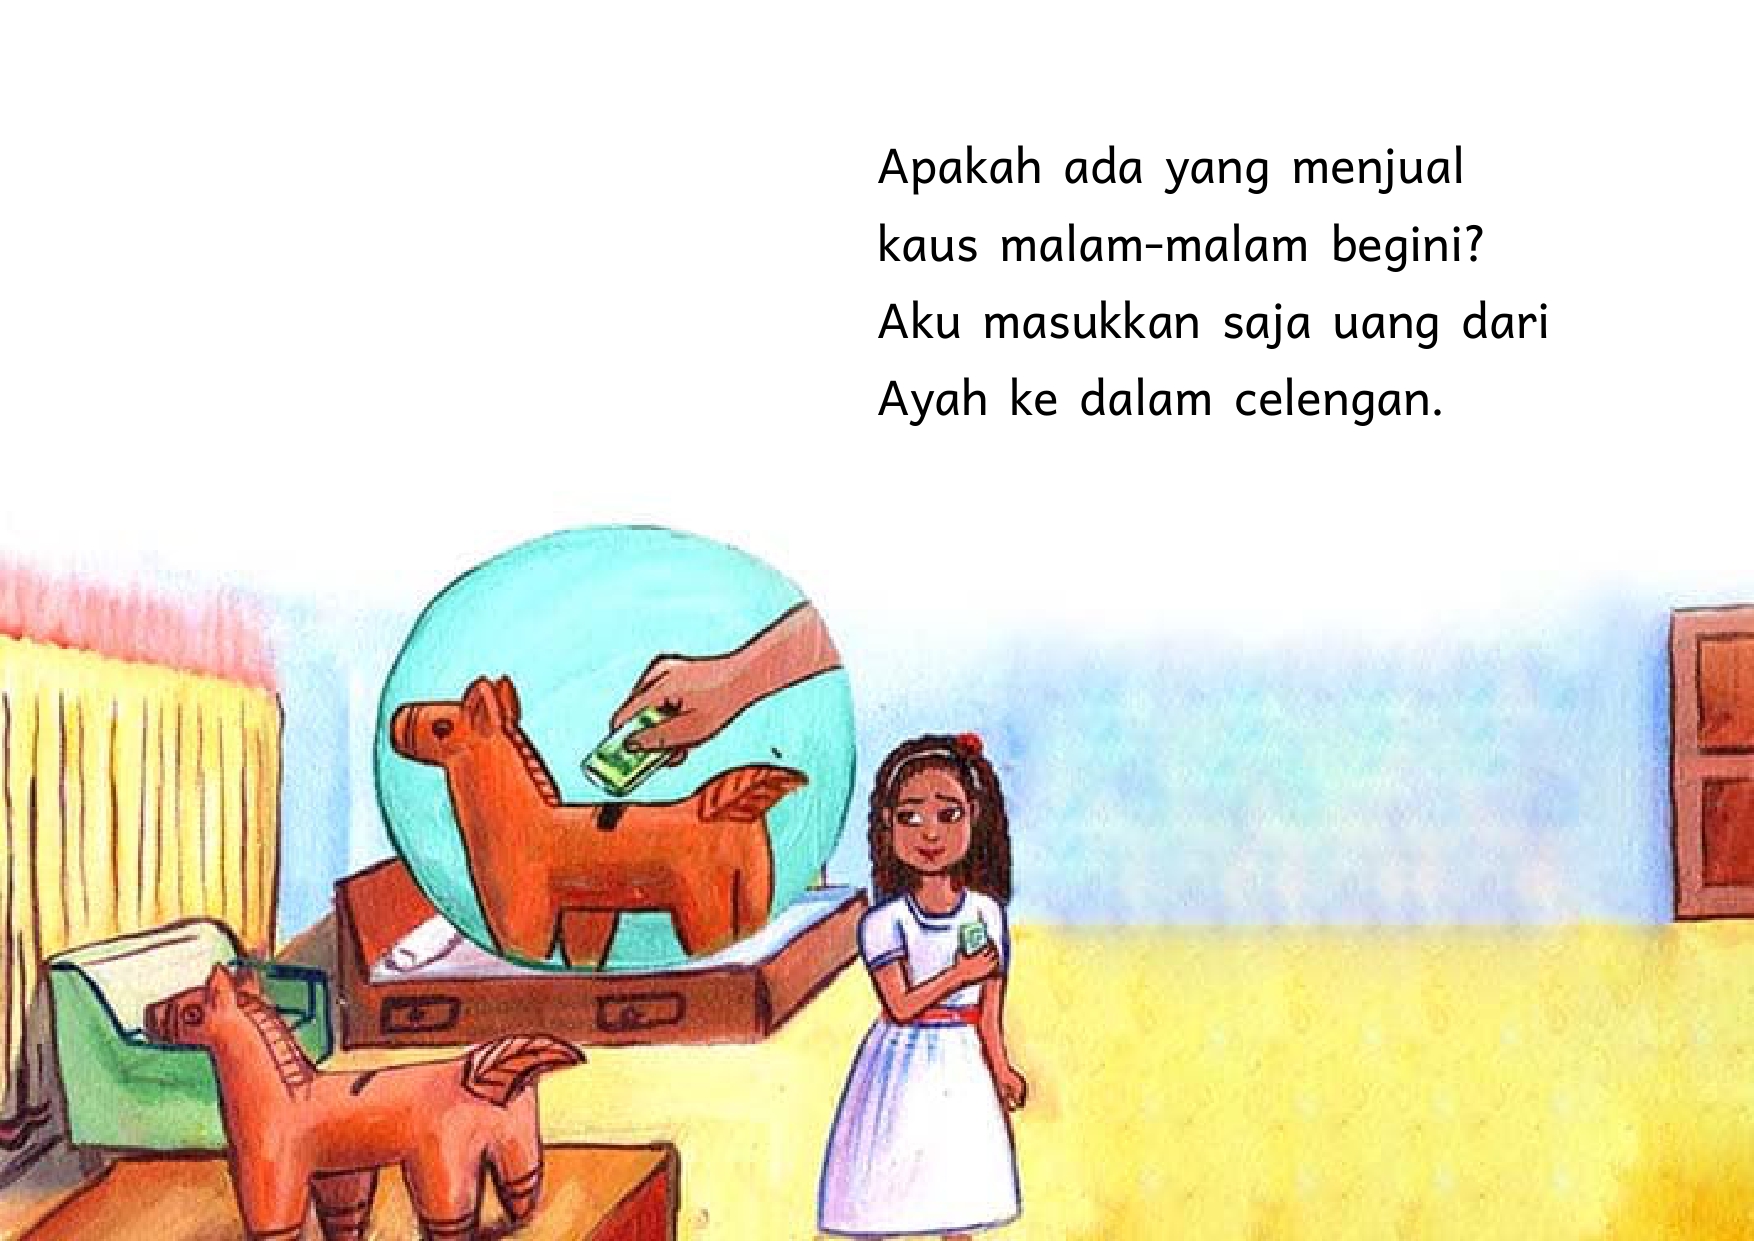 Apakah ada yang menjual
kaus malam-malam begini?
Aku masukkan saja uang dari
Ayah ke dalam celengan.